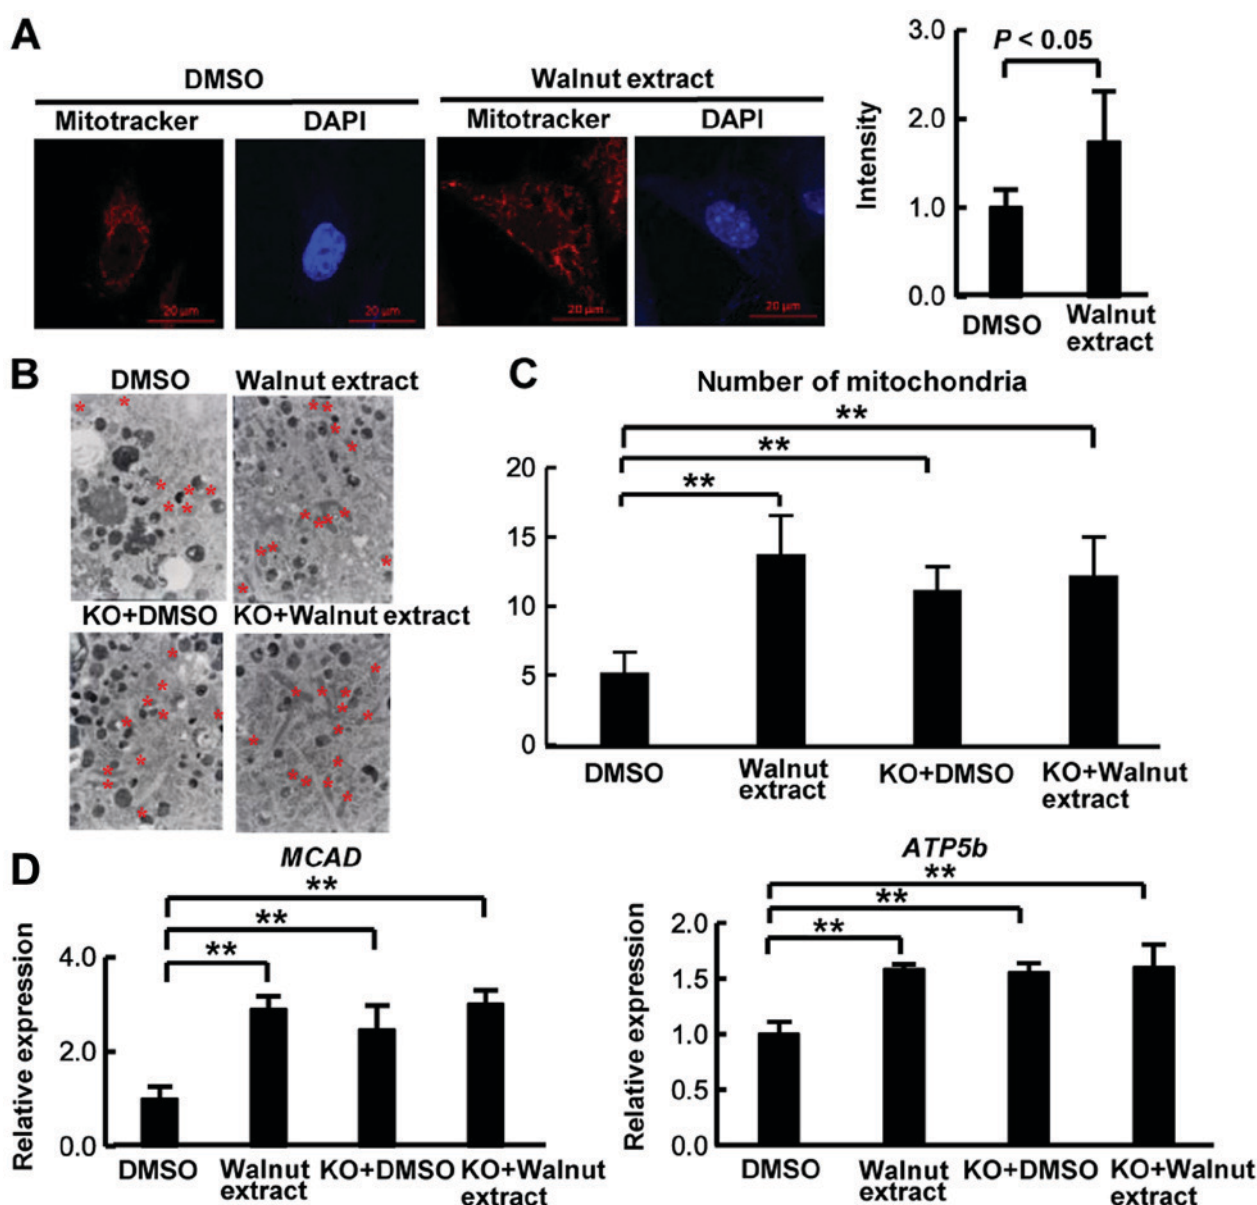 A
DMSO
Walnut extract
Mitotracker
DAPI
Mitotracker
DAPI
20 µm
20 µm
20 µm
20 µm
P < 0.05
Intensity
3.0
2.0
1.0
0.0
DMSO
Walnut
extract
B
DMSO
Walnut extract
KO+DMSO
KO+Walnut extract
C
Number of mitochondria
**
**
**
20
15
10
5
0
DMSO
Walnut
extract
KO+DMSO
KO+Walnut
extract
D
MCAD
**
**
**
Relative expression
4.0
2.0
0.0
DMSO
Walnut
extract
KO+DMSO
KO+Walnut
extract
ATP5b
**
**
**
Relative expression
2.0
1.5
1.0
0.5
0.0
DMSO
Walnut
extract
KO+DMSO
KO+Walnut
extract